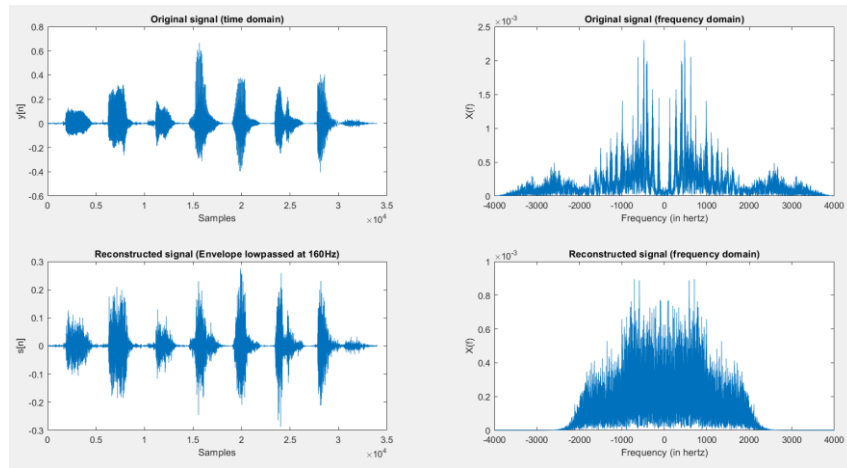 Original signal (time domain)
0.8
0.6
0.4
0.2
0
-0.2
-0.4
-0.6
y[n]
0 0.5 1 1.5 2 2.5 3 3.5
Samples
×10⁴
Original signal (frequency domain)
×10⁻³
2.5
2
1.5
1
0.5
0
X(f)
-4000 -3000 -2000 -1000 0 1000 2000 3000 4000
Frequency (in hertz)
Reconstructed signal (Envelope lowpassed at 160Hz)
0.3
0.2
0.1
0
-0.1
-0.2
-0.3
s[n]
0 0.5 1 1.5 2 2.5 3 3.5
Samples
×10⁴
Reconstructed signal (frequency domain)
×10⁻³
1
0.8
0.6
0.4
0.2
0
X(f)
-4000 -3000 -2000 -1000 0 1000 2000 3000 4000
Frequency (in hertz)